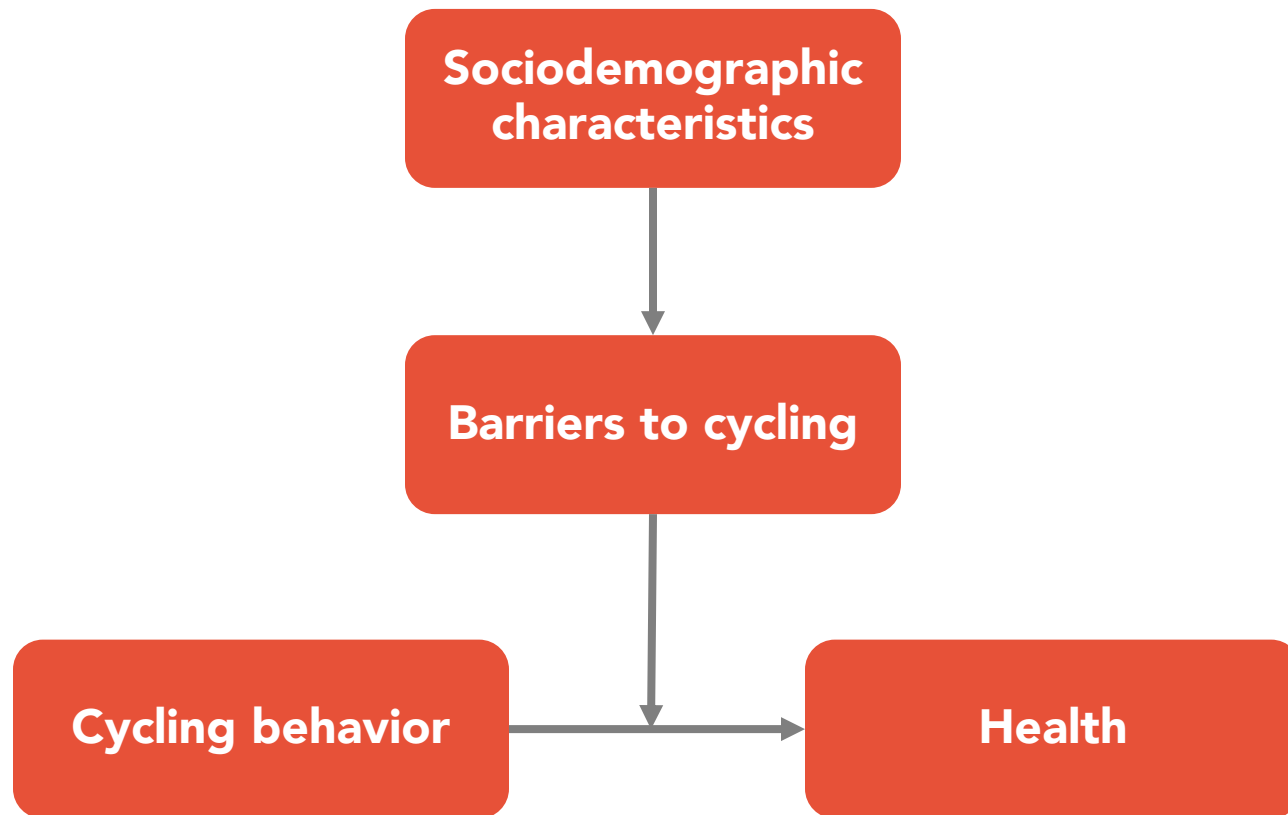 Sociodemographic
characteristics
Barriers to cycling
Cycling behavior
Health